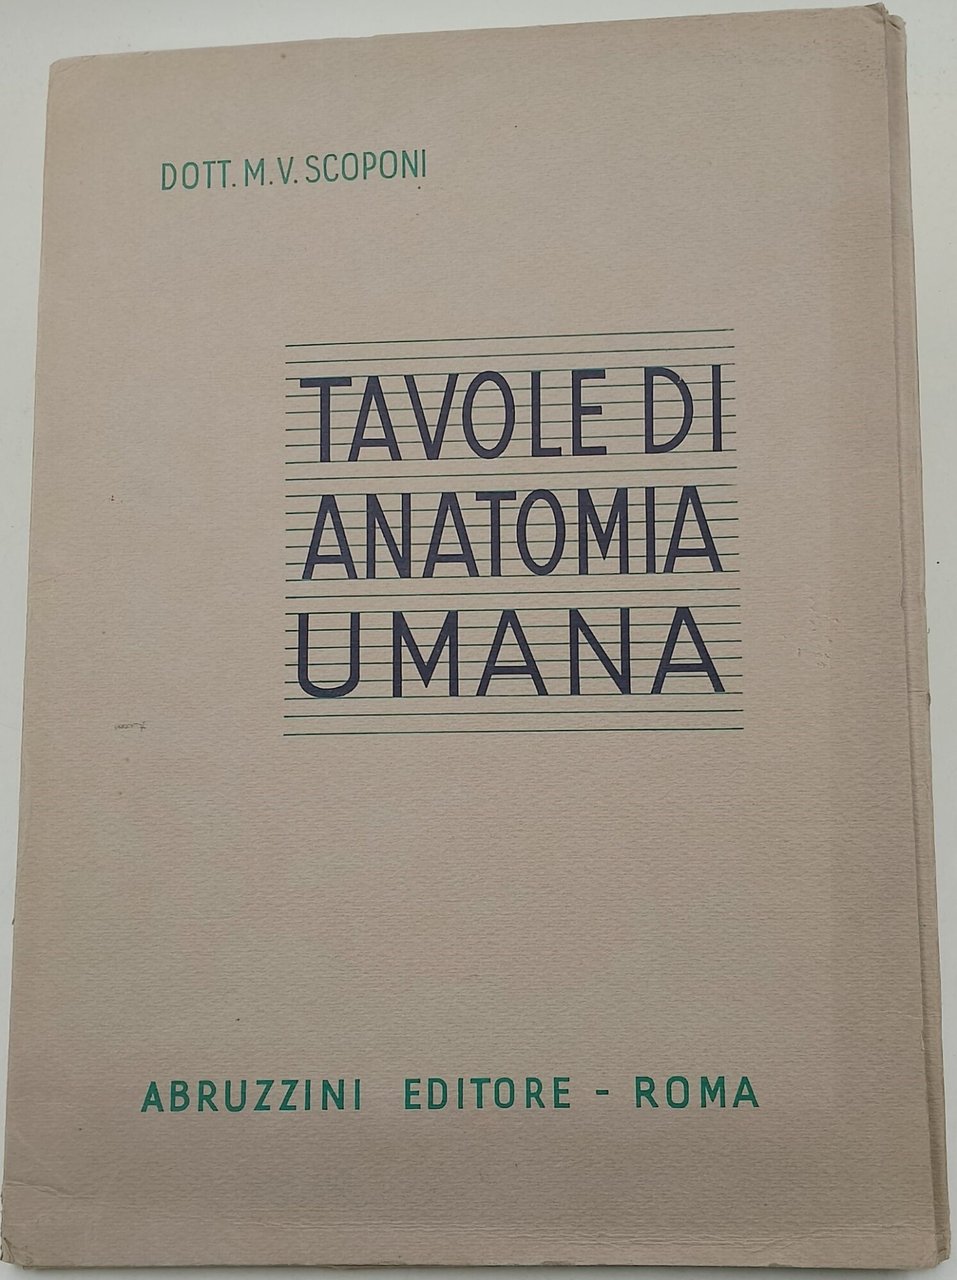 DOTT. M. V. SCOPONI
TAVOLE DI
ANATOMIA
UMANA
ABRUZZINI EDITORE - ROMA